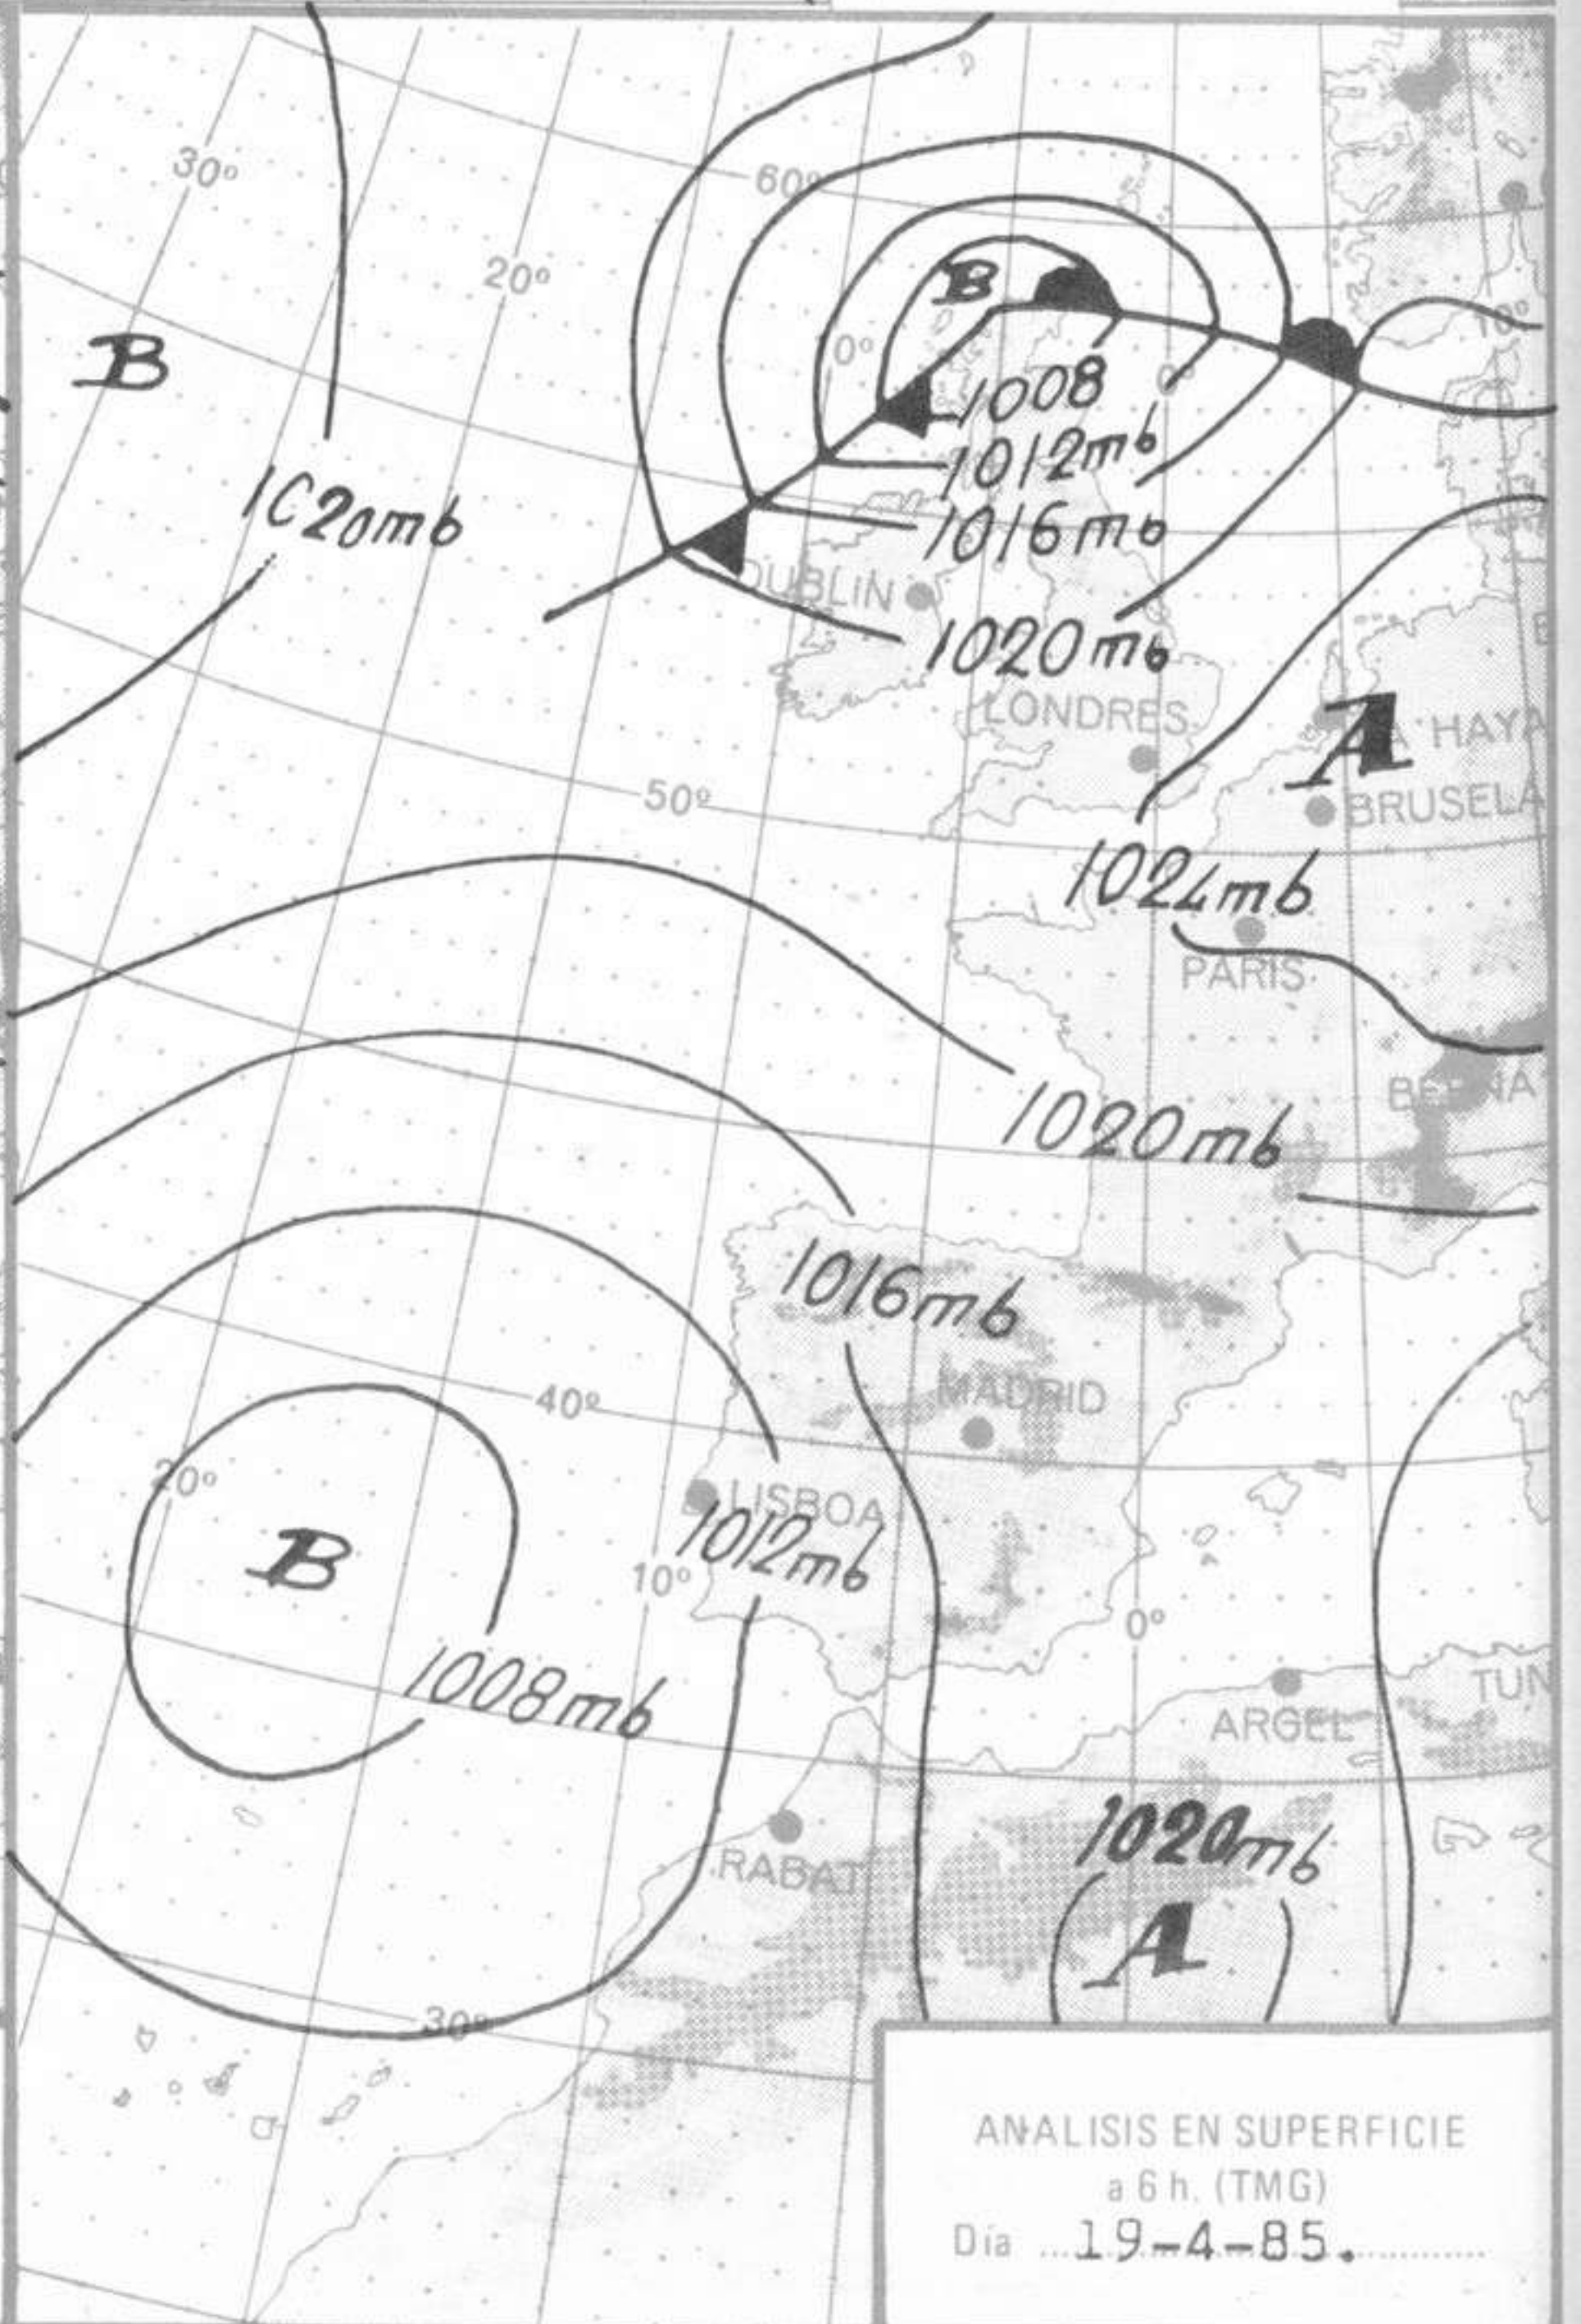 30º
60º
20º
B
10º
0º
B
1008
0º
1012mb
1020mb
1016mb
DUBLIN
1020mb
LONDRES
A
HAYA
50º
BRUSELA
1024mb
PARIS
BERNA
1020mb
1016mb
MADRID
40º
20º
LISBOA
1012mb
B
10º
0º
1008mb
TUN
ARGEL
1020mb
RABAT
A
30º
ANALISIS EN SUPERFICIE
a 6 h. (TMG)
Día 19-4-85.